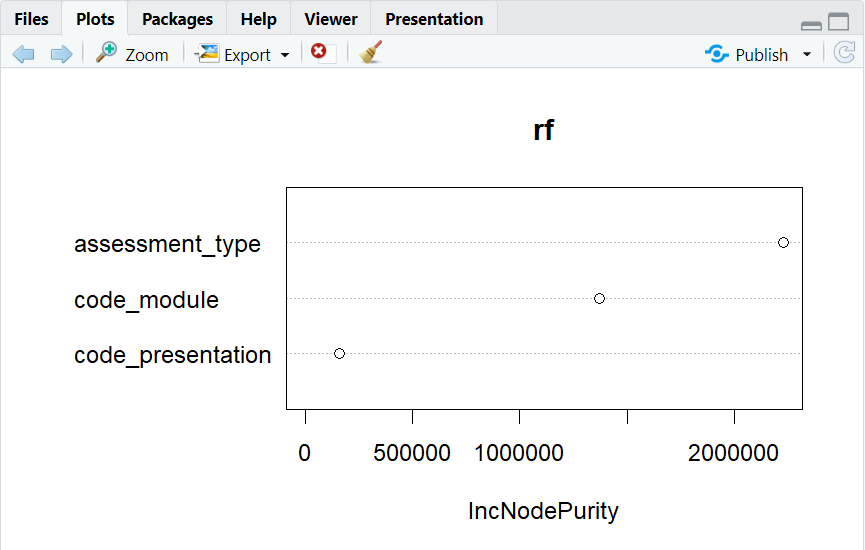 Files Plots Packages Help Viewer Presentation
Zoom Export Publish
rf
assessment_type
code_module
code_presentation
0 500000 1000000 2000000
IncNodePurity